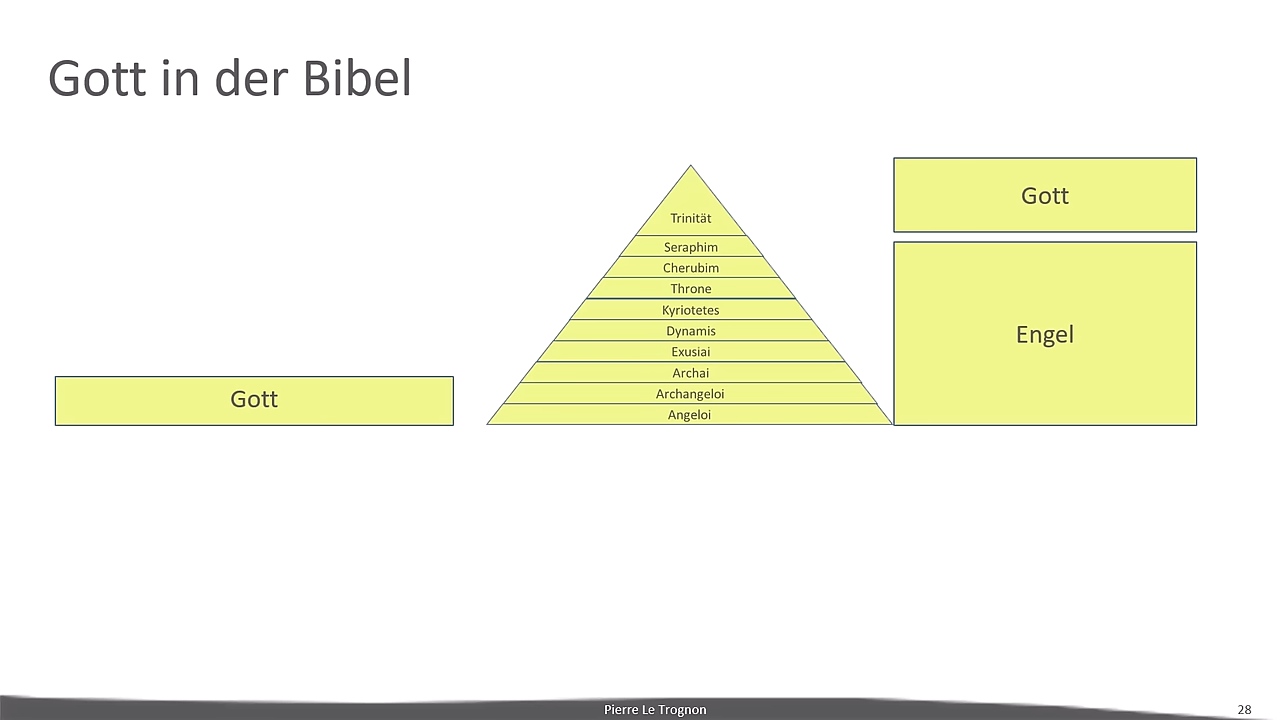 Gott in der Bibel
Gott
Trinität
Seraphim
Cherubim
Throne
Kyriotetes
Dynamis
Exusiai
Archai
Archangeloi
Angeloi
Gott
Engel
Pierre Le Trognon
28